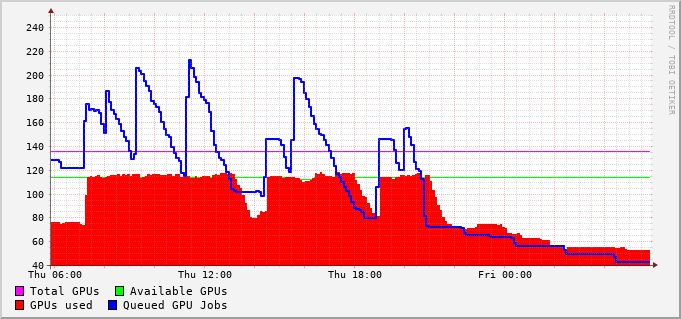 240
220
200
180
160
140
120
100
80
60
40
Thu 06:00 Thu 12:00 Thu 18:00 Fri 00:00
Total GPUs Available GPUs
GPUs used Queued GPU Jobs
RRDTOOL / TOBI OETIKER